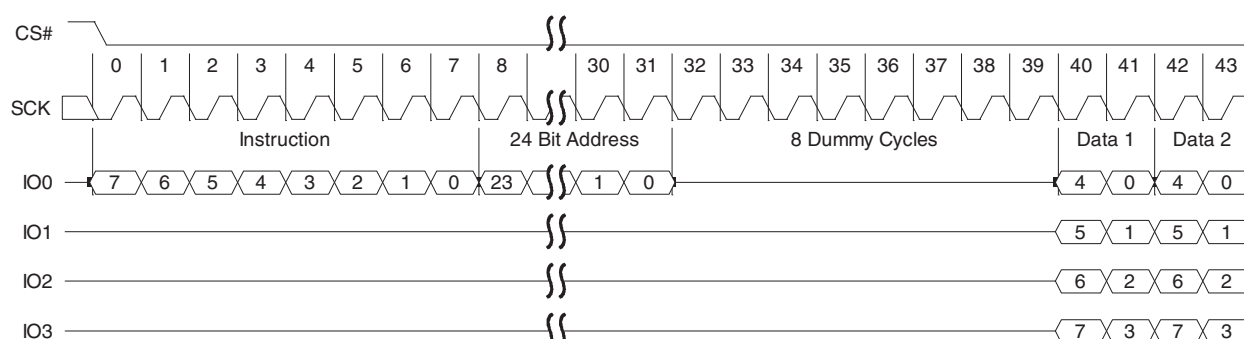 CS#
0 1 2 3 4 5 6 7 8 30 31 32 33 34 35 36 37 38 39 40 41 42 43
SCK
Instruction 24 Bit Address 8 Dummy Cycles Data 1 Data 2
IO0 7 6 5 4 3 2 1 0 23 1 0 4 0 4 0
IO1 5 1 5 1
IO2 6 2 6 2
IO3 7 3 7 3